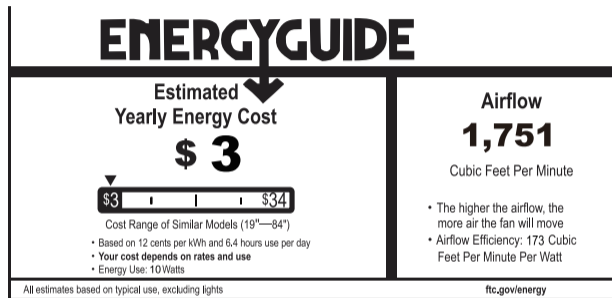 ENERGYGUIDE
Estimated
Yearly Energy Cost
$ 3
$3 $34
Cost Range of Similar Models (19"—84")
• Based on 12 cents per kWh and 6.4 hours use per day
• Your cost depends on rates and use
• Energy Use: 10 Watts
Airflow
1,751
Cubic Feet Per Minute
• The higher the airflow, the
more air the fan will move
• Airflow Efficiency: 173 Cubic
Feet Per Minute Per Watt
All estimates based on typical use, excluding lights
ftc.gov/energy